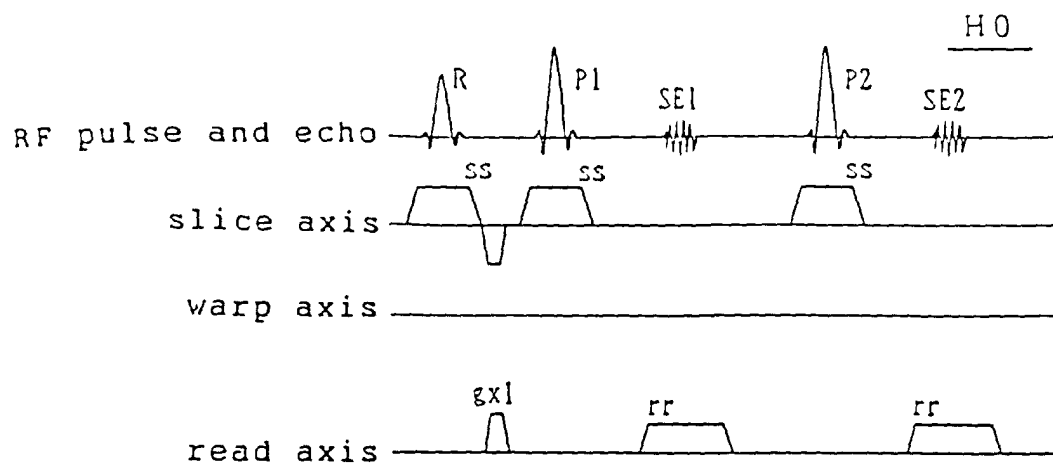 H0
R P1 SE1 P2 SE2
RF pulse and echo
ss ss ss
slice axis
warp axis
gx1 rr rr
read axis